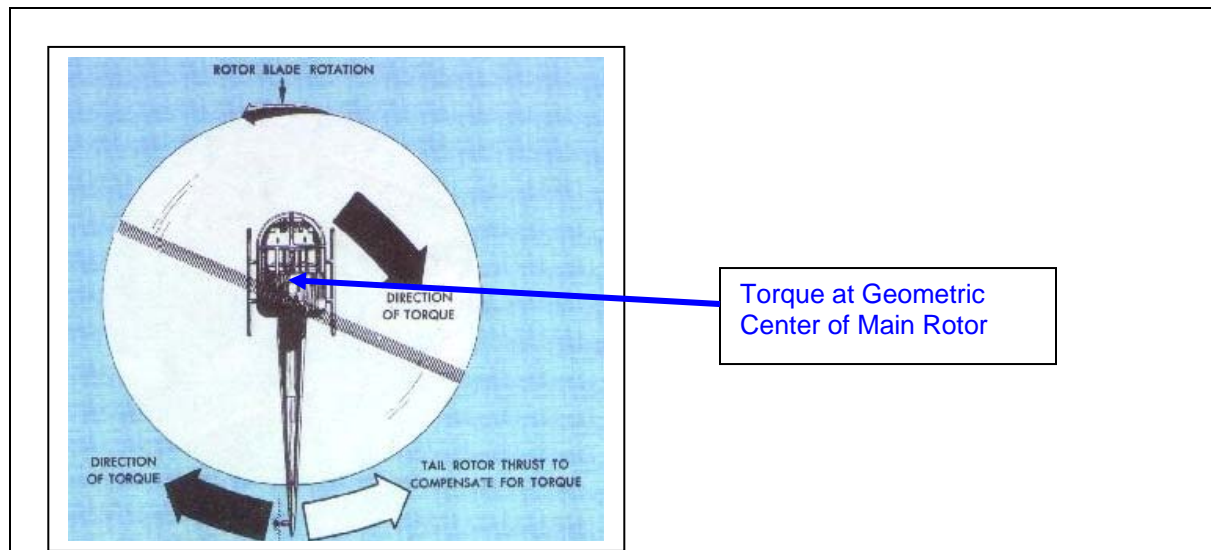 ROTOR BLADE ROTATION
DIRECTION
OF TORQUE
Torque at Geometric
Center of Main Rotor
DIRECTION
OF TORQUE
TAIL ROTOR THRUST TO
COMPENSATE FOR TORQUE